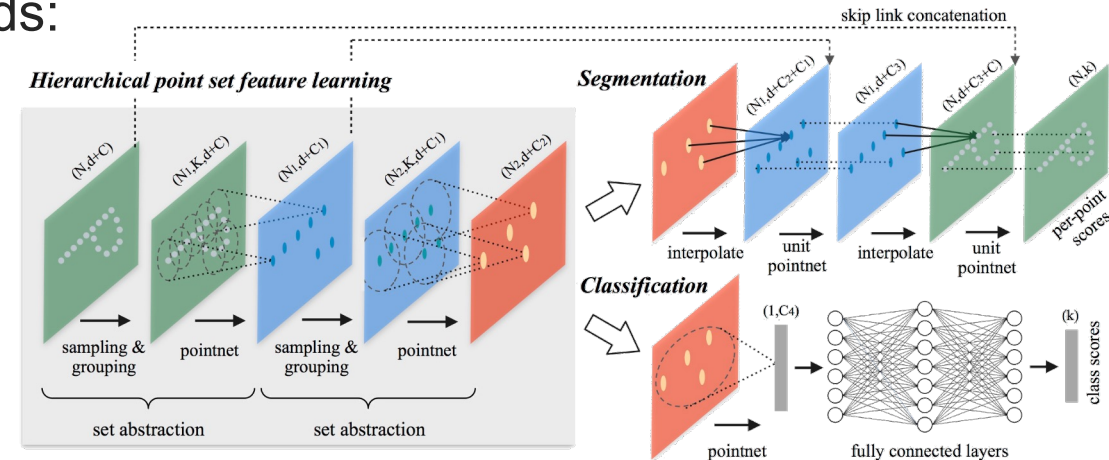 ds:
skip link concatenation
Hierarchical point set feature learning
(N,d+C)
(N1,K,d+C)
(N1,d+C1)
(N2,K,d+C1)
(N2,d+C2)
sampling &
grouping
pointnet
sampling &
grouping
pointnet
set abstraction
set abstraction
Segmentation
(N1,d+C2+C1)
(N1,d+C3)
(N,d+C3+C)
(N,k)
interpolate
unit
pointnet
interpolate
unit
pointnet
per-point
scores
Classification
(1,C4)
(k)
class scores
pointnet
fully connected layers